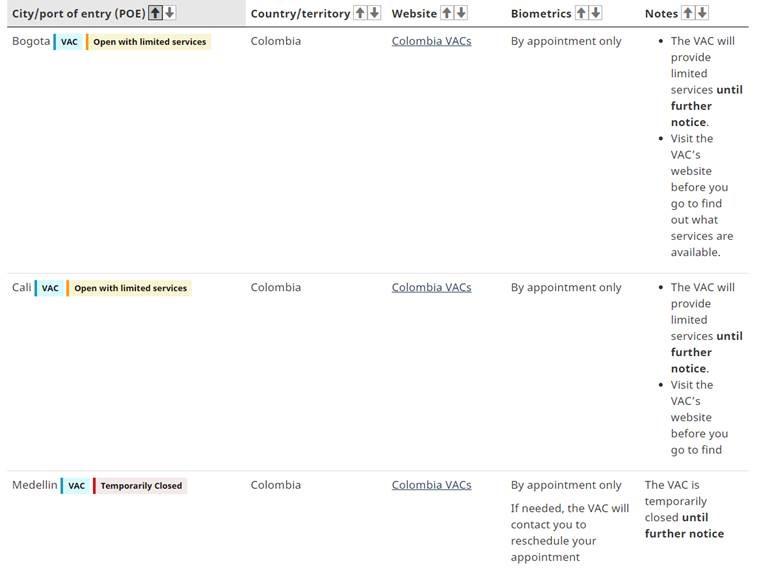 City/port of entry (POE) Country/territory Website Biometrics Notes
Bogota VAC Open with limited services Colombia Colombia VACs By appointment only
• The VAC will
provide
limited
services until
further
notice.
• Visit the
VAC's
website
before you
go to find
out what
services are
available.
Cali VAC Open with limited services Colombia Colombia VACs By appointment only
• The VAC will
provide
limited
services until
further
notice.
• Visit the
VAC's
website
before you
go to find
Medellin VAC Temporarily Closed Colombia Colombia VACs By appointment only
If needed, the VAC will
contact you to
reschedule your
appointment
The VAC is
temporarily
closed until
further notice